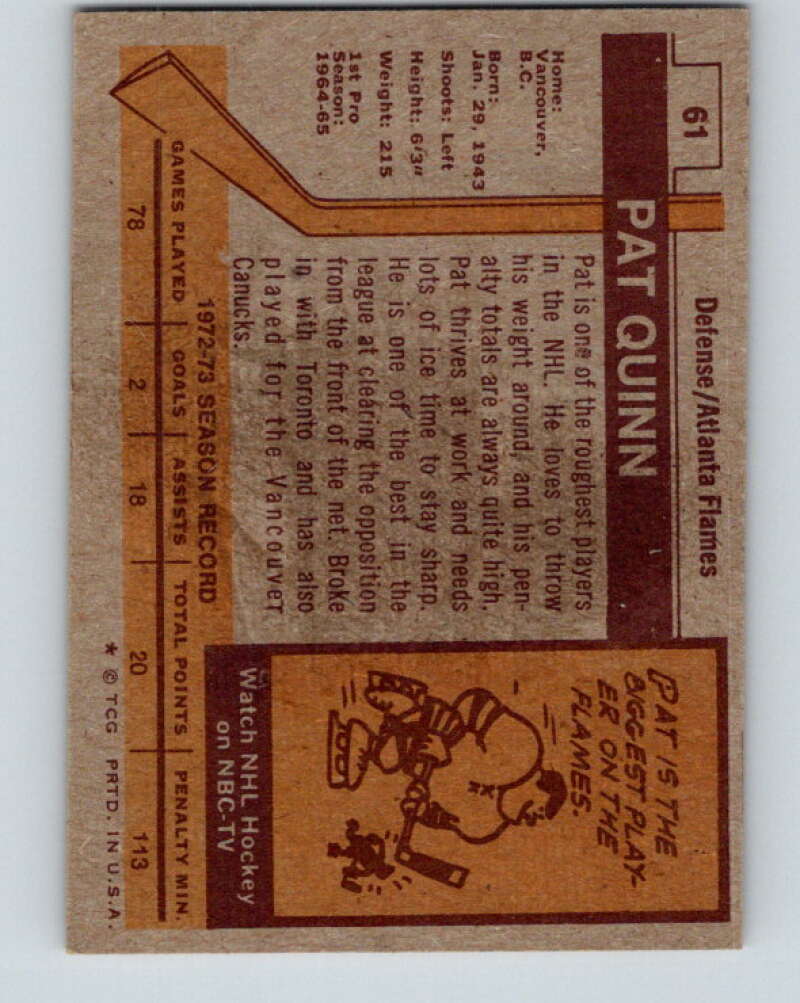 61
Defense/Atlanta Flames
PAT QUINN
Home:
Vancouver,
B.C.
Born:
Jan. 29, 1943
Shoots: Left
Height: 6'3"
Weight: 215
1st Pro
Season:
1964-65
Pat is one of the roughest players
in the NHL. He loves to throw
his weight around, and his pen-
alty totals are always quite high.
Pat thrives at work and needs
lots of ice time to stay sharp.
He is one of the best in the
league at clearing the opposition
from the front of the net. Broke
in with Toronto and has also
played for the Vancouver
Canucks.
PAT IS THE
BIGGEST PLAY-
ER ON THE
FLAMES.
Watch NHL Hockey
on NBC-TV
1972-73 SEASON RECORD
GAMES PLAYED GOALS ASSISTS TOTAL POINTS PENALTY MIN.
78 2 18 20 113
* © TCG PRTD. IN U.S.A.